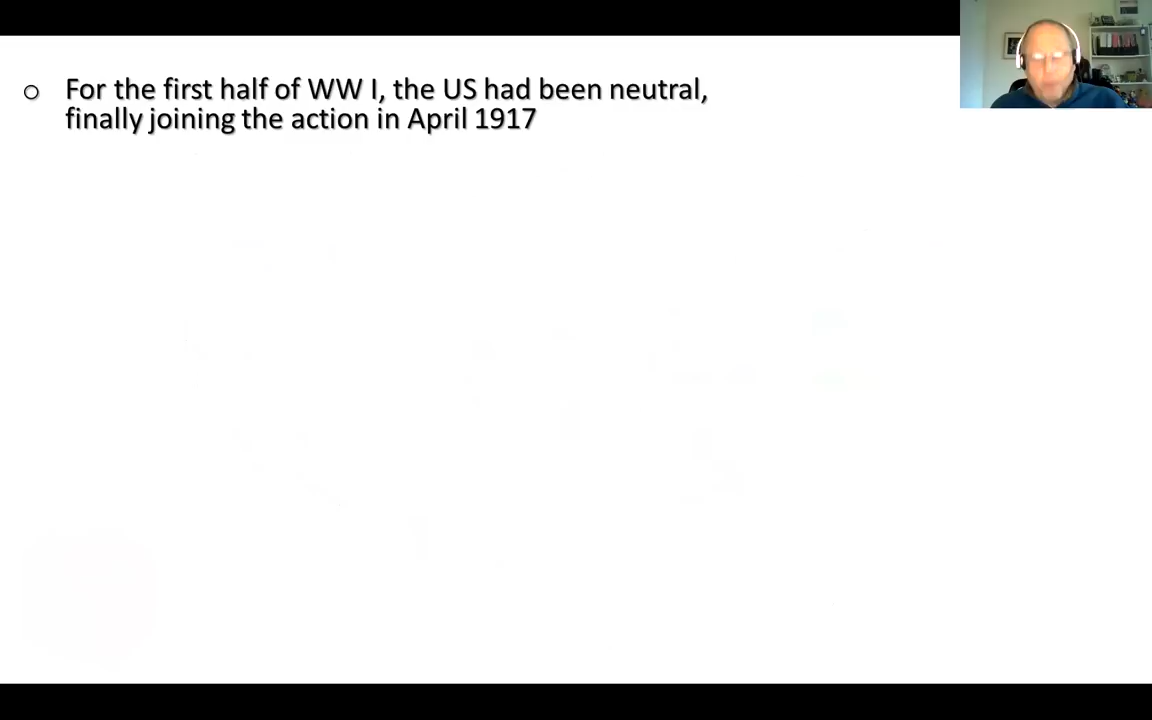 o For the first half of WW I, the US had been neutral,
finally joining the action in April 1917